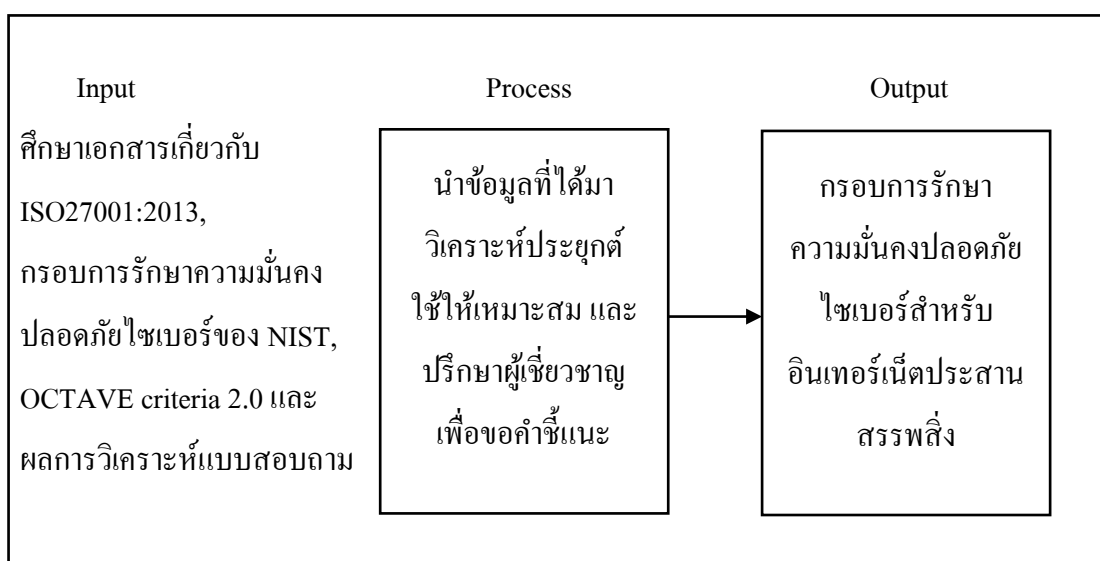 Input
ศึกษาเอกสารเกี่ยวกับ
ISO27001:2013,
กรอบการรักษาความมั่นคง
ปลอดภัยไซเบอร์ของ NIST,
OCTAVE criteria 2.0 และ
ผลการวิเคราะห์แบบสอบถาม
Process
นำข้อมูลที่ได้มา
วิเคราะห์ประยุกต์
ใช้ให้เหมาะสม และ
ปรึกษาผู้เชี่ยวชาญ
เพื่อขอคำชี้แนะ
Output
กรอบการรักษา
ความมั่นคงปลอดภัย
ไซเบอร์สำหรับ
อินเทอร์เน็ตประสาน
สรรพสิ่ง